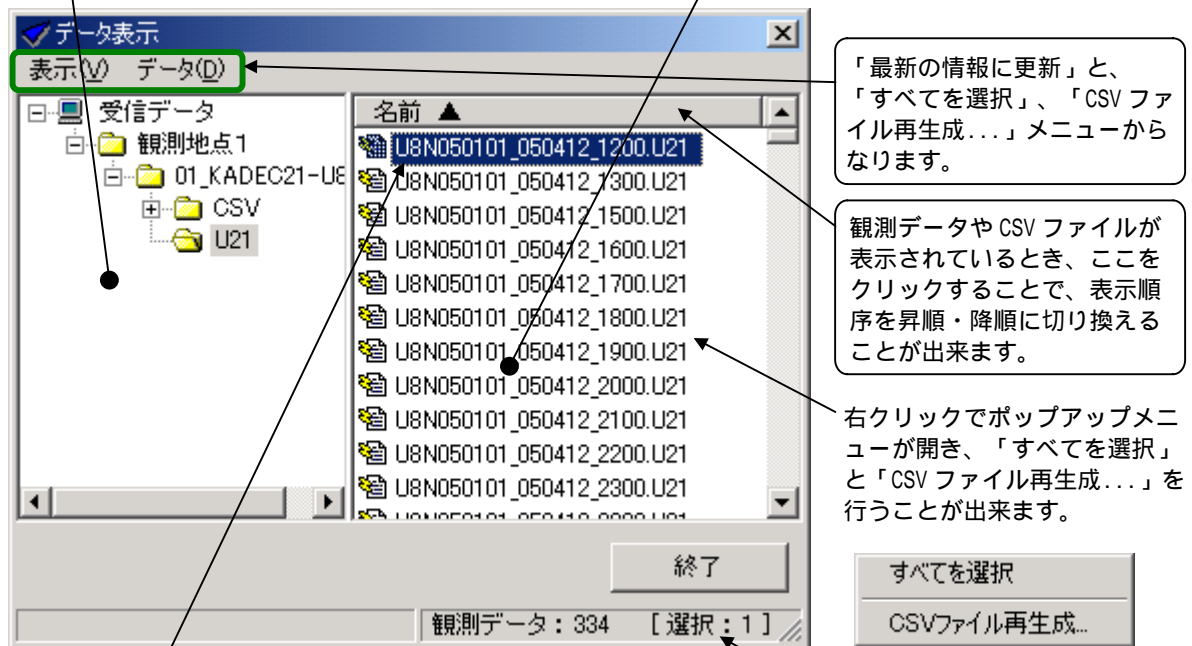 データ表示
表示(V) データ(D)
受信データ
観測地点1
01_KADEC21-U8
CSV
U21
名前 ▲
U8N050101_050412_1200.U21
U8N050101_050412_1300.U21
U8N050101_050412_1500.U21
U8N050101_050412_1600.U21
U8N050101_050412_1700.U21
U8N050101_050412_1800.U21
U8N050101_050412_1900.U21
U8N050101_050412_2000.U21
U8N050101_050412_2100.U21
U8N050101_050412_2200.U21
U8N050101_050412_2300.U21
終了
観測データ：334 [選択：1]
「最新の情報に更新」と、
「すべてを選択」、「CSV ファ
イル再生成...」メニューから
なります。
観測データや CSV ファイルが
表示されているとき、ここを
クリックすることで、表示順
序を昇順・降順に切り換える
ことが出来ます。
右クリックでポップアップメニ
ューが開き、「すべてを選択」
と「CSV ファイル再生成...」を
行うことが出来ます。
すべてを選択
CSVファイル再生成...